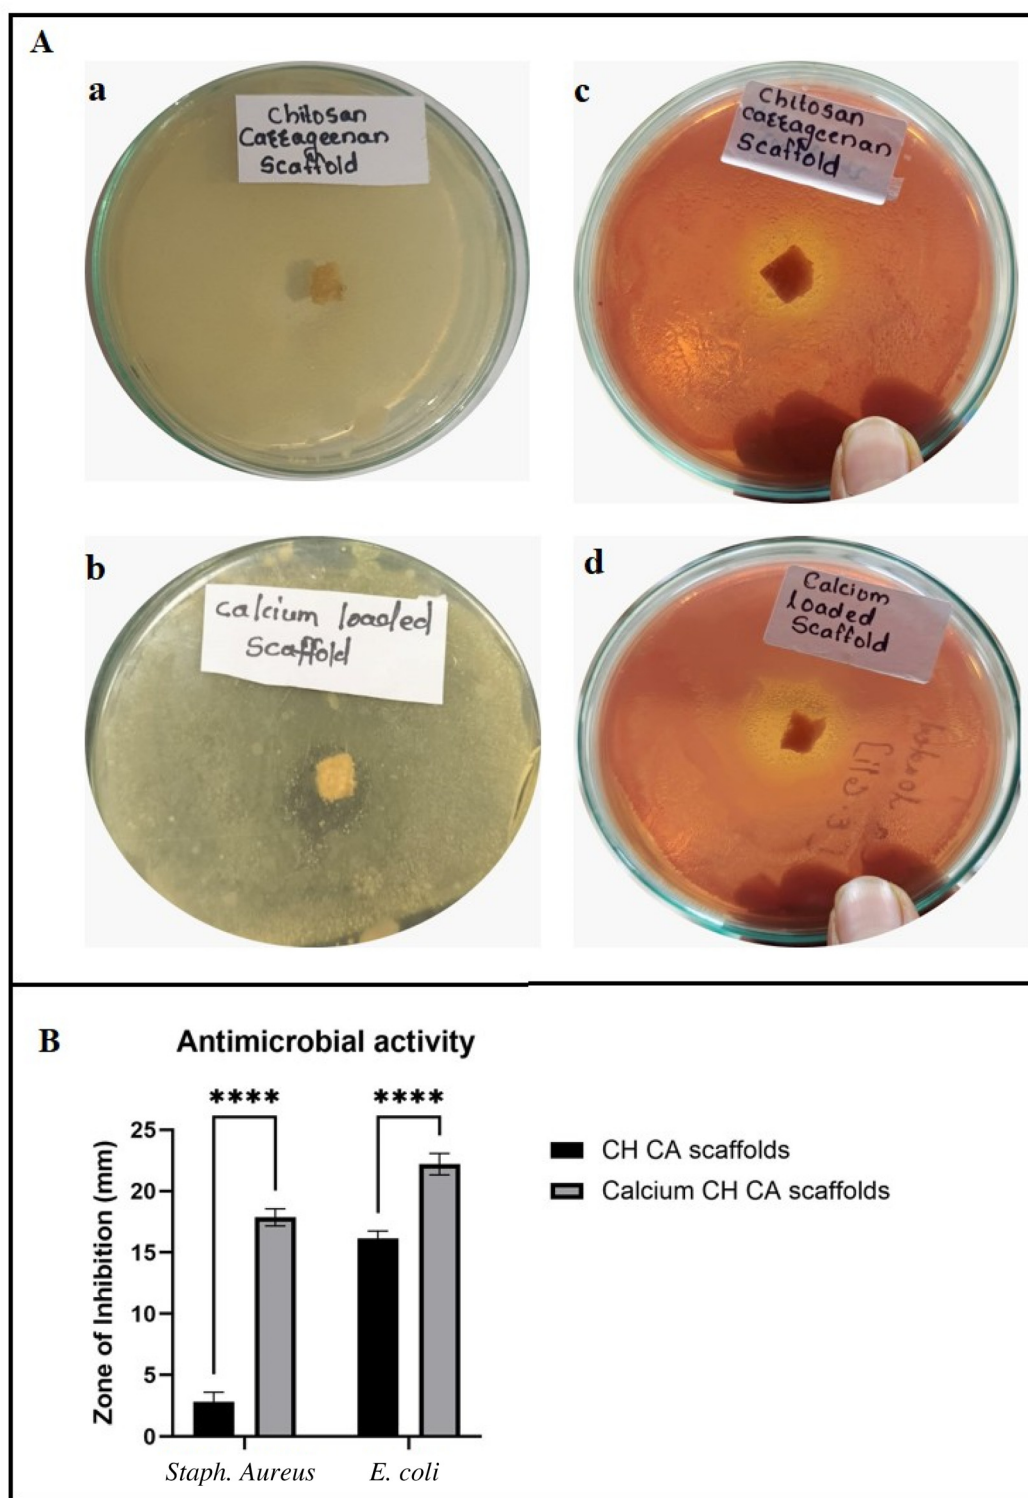 A
a
Chitosan
Carrageenan
Scaffold
c
Chitosan
carrageenan
Scaffold
b
Calcium loaded
Scaffold
d
Calcium
loaded
Scaffold
B
Antimicrobial activity
**** ****
Zone of Inhibition (mm)
25
20
15
10
5
0
Staph. Aureus E. coli
CH CA scaffolds
Calcium CH CA scaffolds